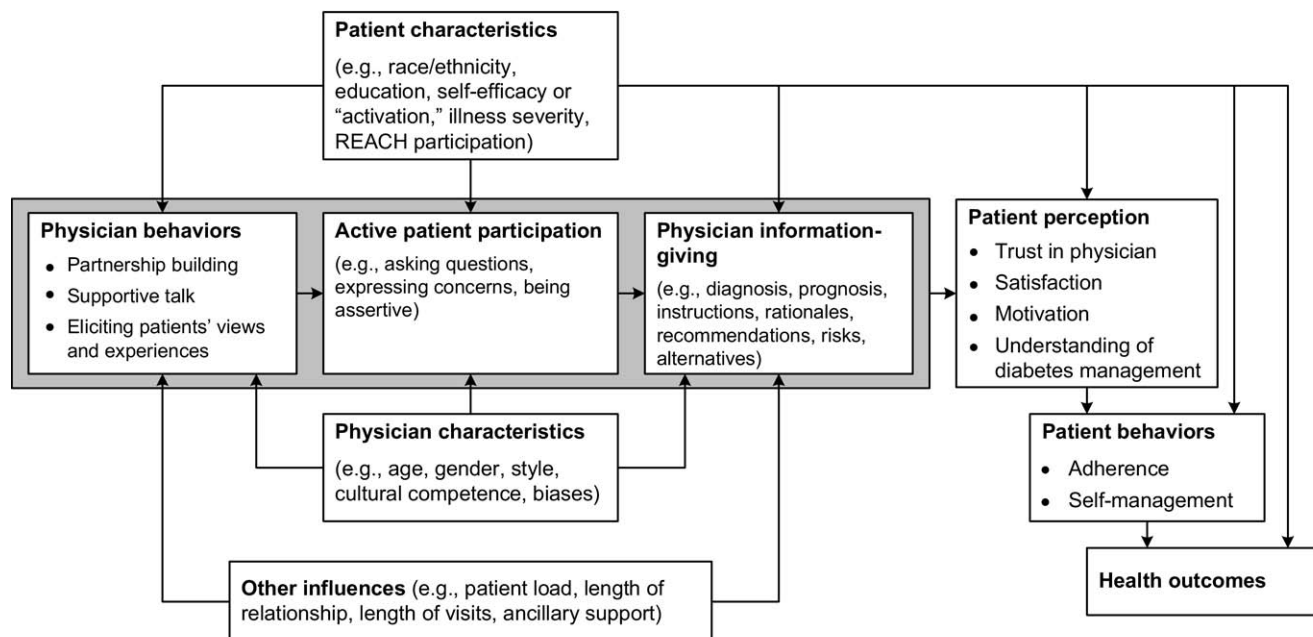 Patient characteristics
(e.g., race/ethnicity,
education, self-efficacy or
“activation,” illness severity,
REACH participation)
Physician behaviors
• Partnership building
• Supportive talk
• Eliciting patients’ views
and experiences
Active patient participation
(e.g., asking questions,
expressing concerns, being
assertive)
Physician information-
giving
(e.g., diagnosis, prognosis,
instructions, rationales,
recommendations, risks,
alternatives)
Patient perception
• Trust in physician
• Satisfaction
• Motivation
• Understanding of
diabetes management
Physician characteristics
(e.g., age, gender, style,
cultural competence, biases)
Patient behaviors
• Adherence
• Self-management
Other influences (e.g., patient load, length of
relationship, length of visits, ancillary support)
Health outcomes